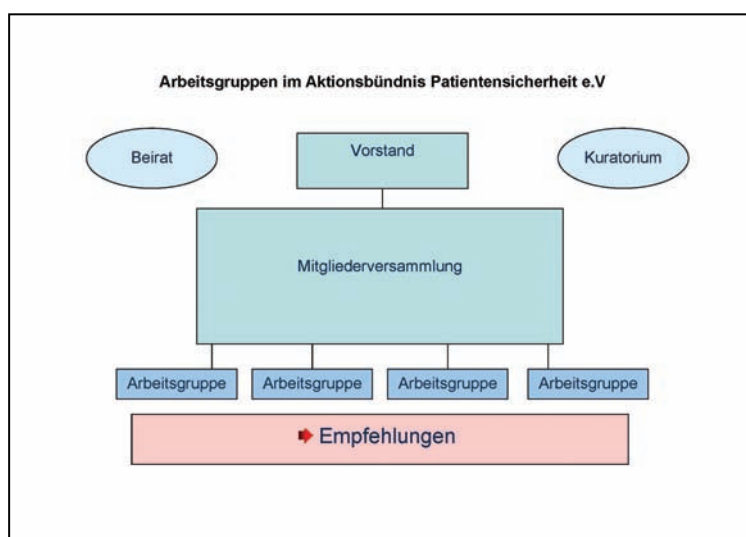 Arbeitsgruppen im Aktionsbündnis Patientensicherheit e.V
Beirat
Vorstand
Kuratorium
Mitgliederversammlung
Arbeitsgruppe
Arbeitsgruppe
Arbeitsgruppe
Arbeitsgruppe
Empfehlungen